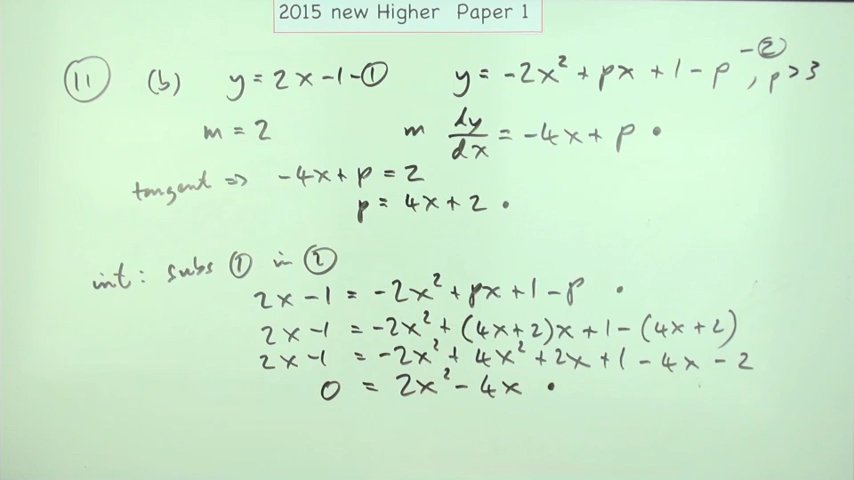 2015 new Higher Paper 1
⑪ (b) y = 2x - 1 - ① y = -2x² + px + 1 - p - ② , p > 3
m = 2 m dy/dx = -4x + p •
tangent => -4x + p = 2
p = 4x + 2 •
int : subs ① in ②
2x - 1 = -2x² + px + 1 - p •
2x - 1 = -2x² + (4x + 2)x + 1 - (4x + 2)
2x - 1 = -2x² + 4x² + 2x + 1 - 4x - 2
0 = 2x² - 4x •